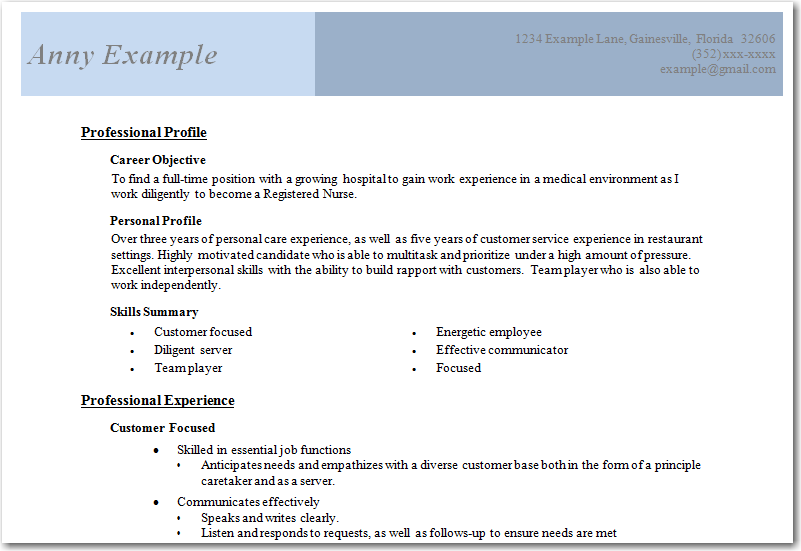 Anny Example
1234 Example Lane, Gainesville, Florida 32606
(352) xxx-xxxx
example@gmail.com
Professional Profile
Career Objective
To find a full-time position with a growing hospital to gain work experience in a medical environment as I
work diligently to become a Registered Nurse.
Personal Profile
Over three years of personal care experience, as well as five years of customer service experience in restaurant
settings. Highly motivated candidate who is able to multitask and prioritize under a high amount of pressure.
Excellent interpersonal skills with the ability to build rapport with customers. Team player who is also able to
work independently.
Skills Summary
• Customer focused
• Diligent server
• Team player
• Energetic employee
• Effective communicator
• Focused
Professional Experience
Customer Focused
• Skilled in essential job functions
• Anticipates needs and empathizes with a diverse customer base both in the form of a principle
caretaker and as a server.
• Communicates effectively
• Speaks and writes clearly.
• Listen and responds to requests, as well as follows-up to ensure needs are met